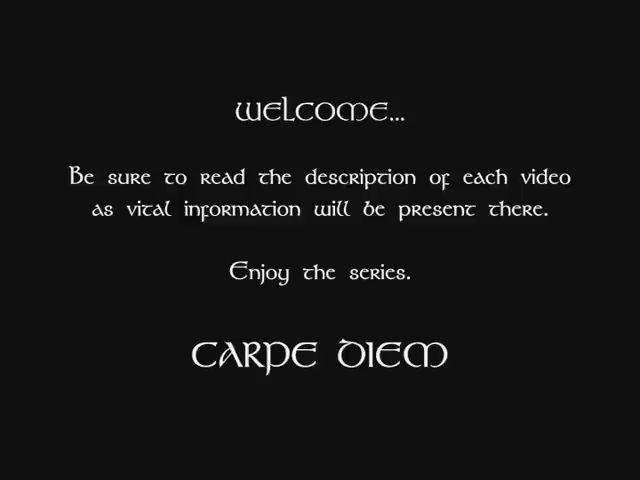 WELCOME...
Be sure to read the description of each video
as vital information will be present there.
Enjoy the series.
CARPE DIEM